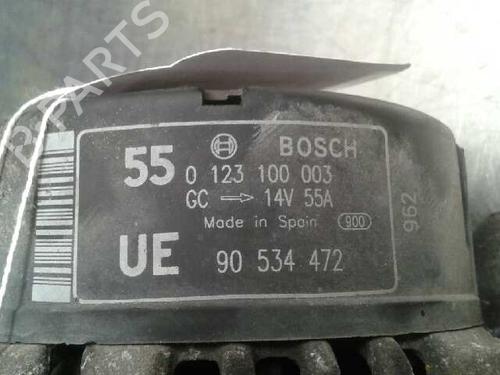 55 BOSCH
0 123 100 003
GC 14V 55A
Made in Spain 900
UE 90 534 472
962
B-PARTS